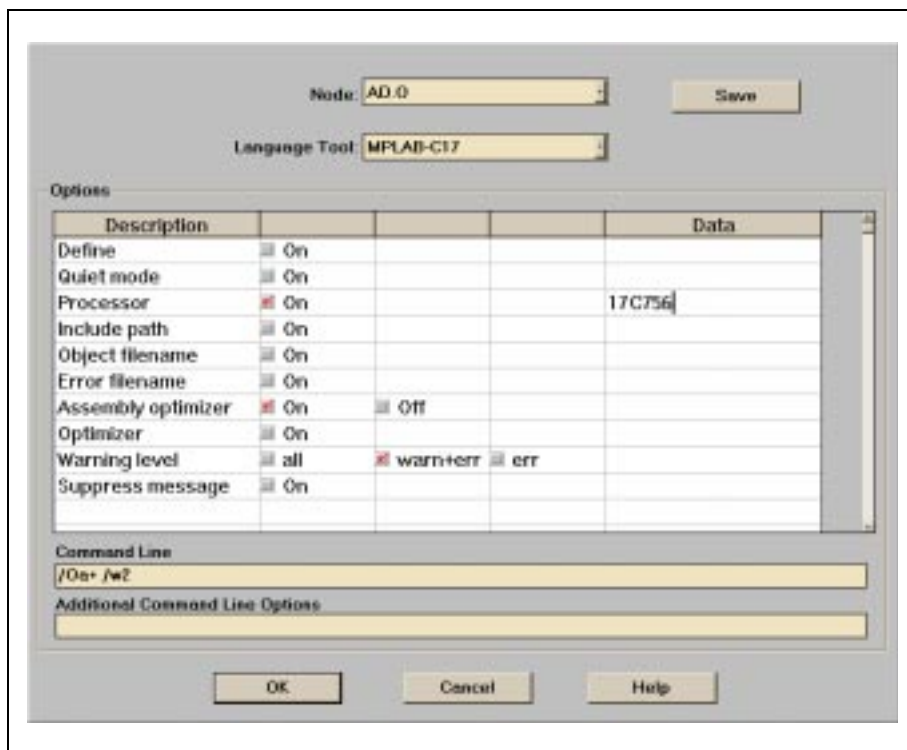 Node: AD.O
Save
Language Tool: MPLAB-C17
Options
Description Data
Define On
Quiet mode On
Processor On 17C756
Include path On
Object filename On
Error filename On
Assembly optimizer On Off
Optimizer On
Warning level all warn+err err
Suppress message On
Command Line
/Oa+ /w2
Additional Command Line Options
OK Cancel Help